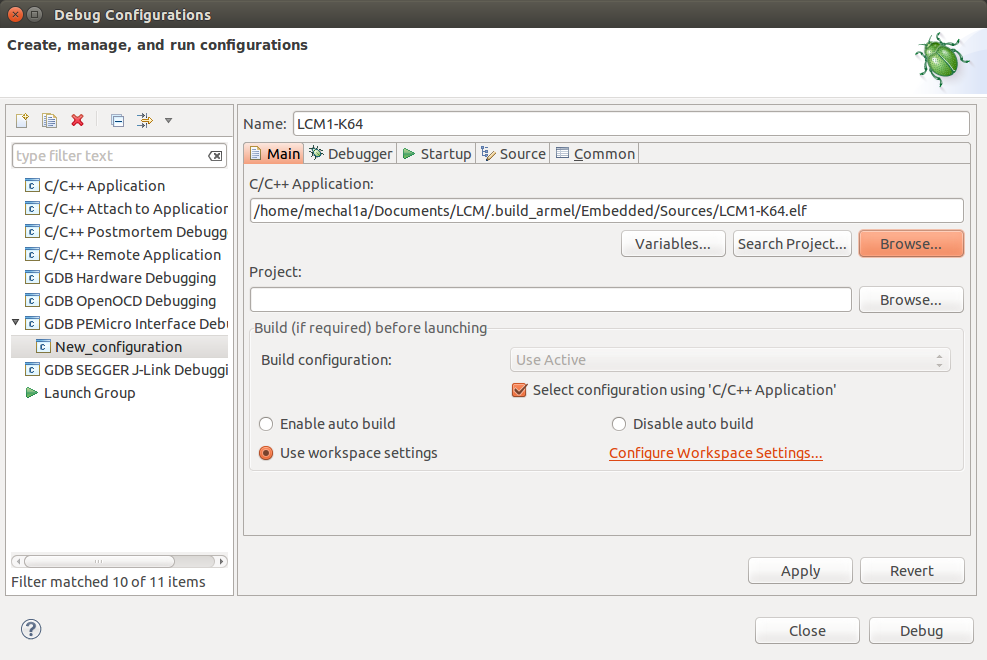 Debug Configurations
Create, manage, and run configurations
type filter text
C/C++ Application
C/C++ Attach to Application
C/C++ Postmortem Debugg
C/C++ Remote Application
GDB Hardware Debugging
GDB OpenOCD Debugging
GDB PEMicro Interface Debu
New_configuration
GDB SEGGER J-Link Debuggi
Launch Group
Filter matched 10 of 11 items
Name: LCM1-K64
Main Debugger Startup Source Common
C/C++ Application:
/home/mechal1a/Documents/LCM/.build_armel/Embedded/Sources/LCM1-K64.elf
Variables... Search Project... Browse...
Project:
Browse...
Build (if required) before launching
Build configuration: Use Active
Select configuration using 'C/C++ Application'
Enable auto build Disable auto build
Use workspace settings Configure Workspace Settings...
Apply Revert
Close Debug